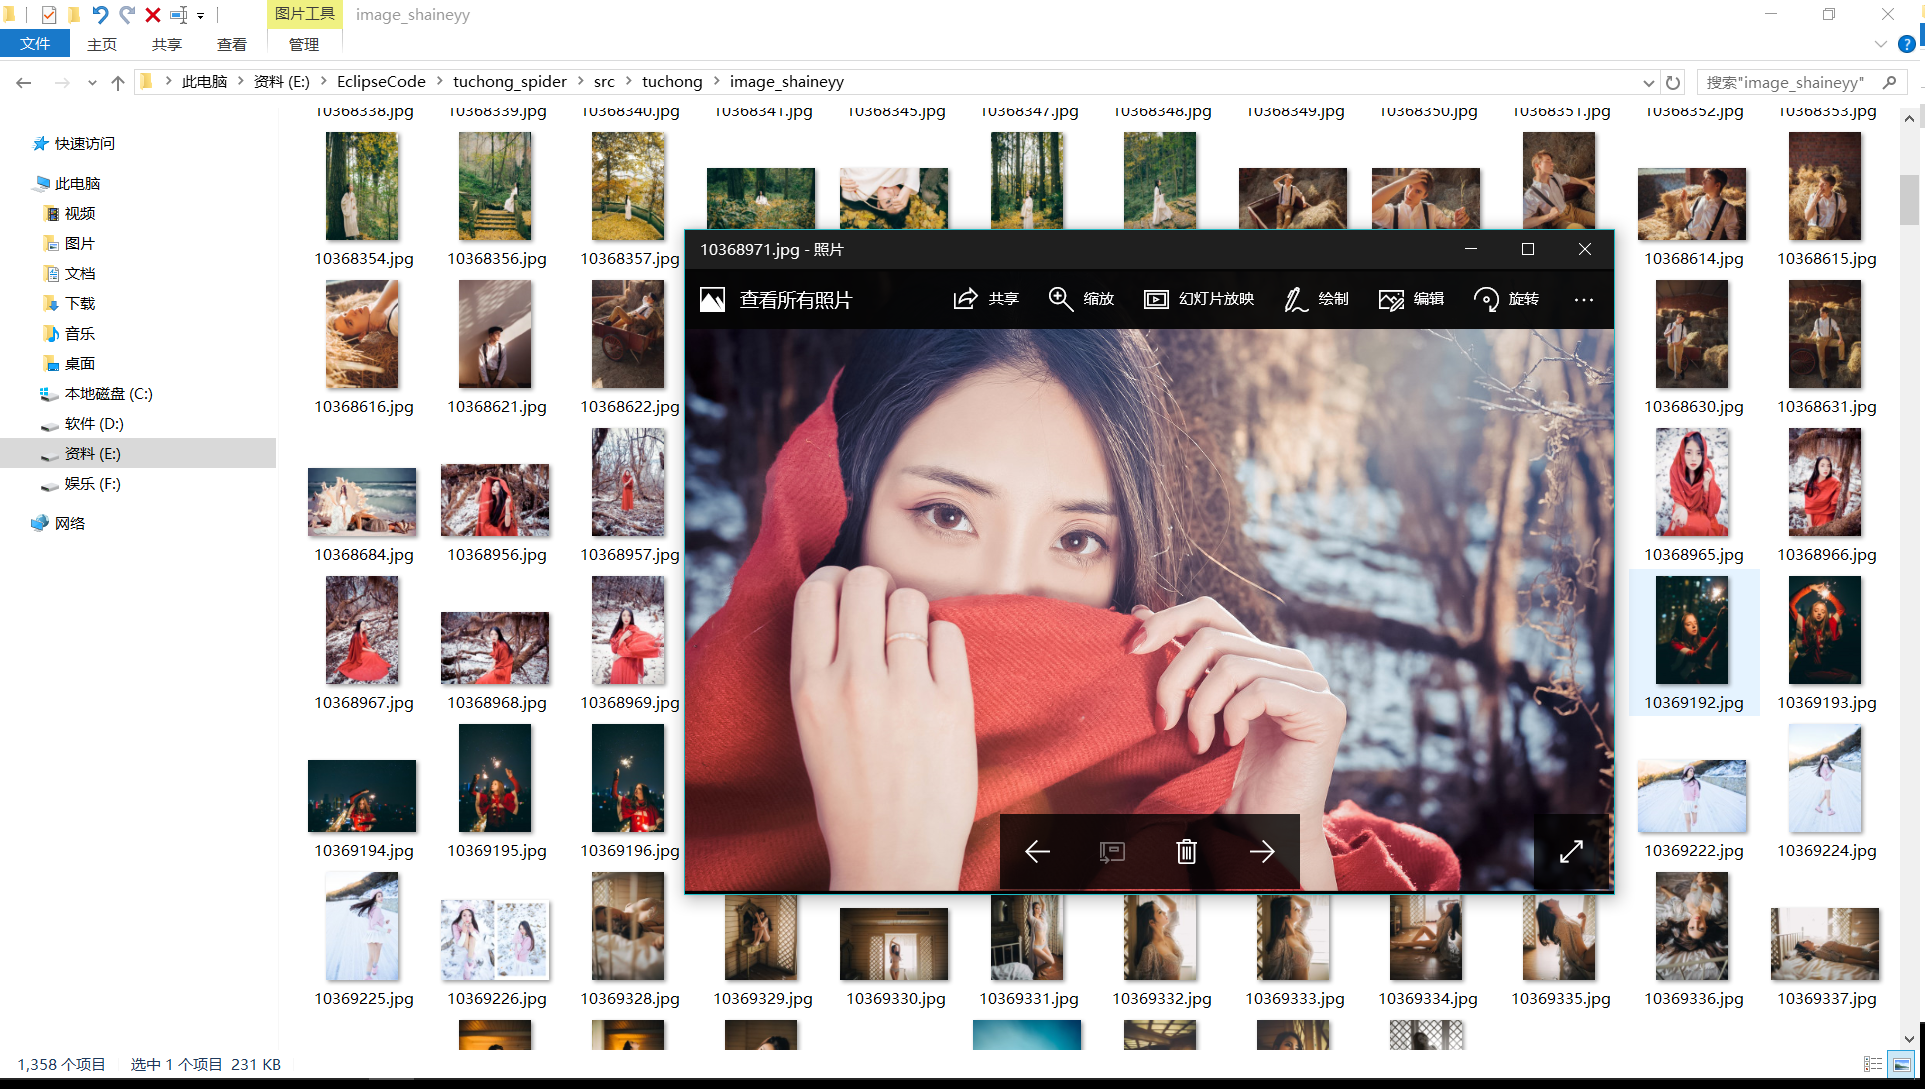 图片工具 image_shaineyy
文件 主页 共享 查看 管理
此电脑 资料 (E:) EclipseCode tuchong_spider src tuchong image_shaineyy 搜索"image_shaineyy"
快速访问
此电脑
视频
图片
文档
下载
音乐
桌面
本地磁盘 (C:)
软件 (D:)
资料 (E:)
娱乐 (F:)
网络
10368338.jpg 10368339.jpg 10368340.jpg 10368341.jpg 10368345.jpg 10368347.jpg 10368348.jpg 10368349.jpg 10368350.jpg 10368351.jpg 10368352.jpg 10368353.jpg
10368354.jpg 10368356.jpg 10368357.jpg 10368614.jpg 10368615.jpg
10368616.jpg 10368621.jpg 10368622.jpg 10368630.jpg 10368631.jpg
10368684.jpg 10368956.jpg 10368957.jpg 10368965.jpg 10368966.jpg
10368967.jpg 10368968.jpg 10368969.jpg 10369192.jpg 10369193.jpg
10369194.jpg 10369195.jpg 10369196.jpg 10369222.jpg 10369224.jpg
10369225.jpg 10369226.jpg 10369328.jpg 10369329.jpg 10369330.jpg 10369331.jpg 10369332.jpg 10369333.jpg 10369334.jpg 10369335.jpg 10369336.jpg 10369337.jpg
10368971.jpg - 照片
查看所有照片 共享 缩放 幻灯片放映 绘制 编辑 旋转
1,358 个项目 选中 1 个项目 231 KB